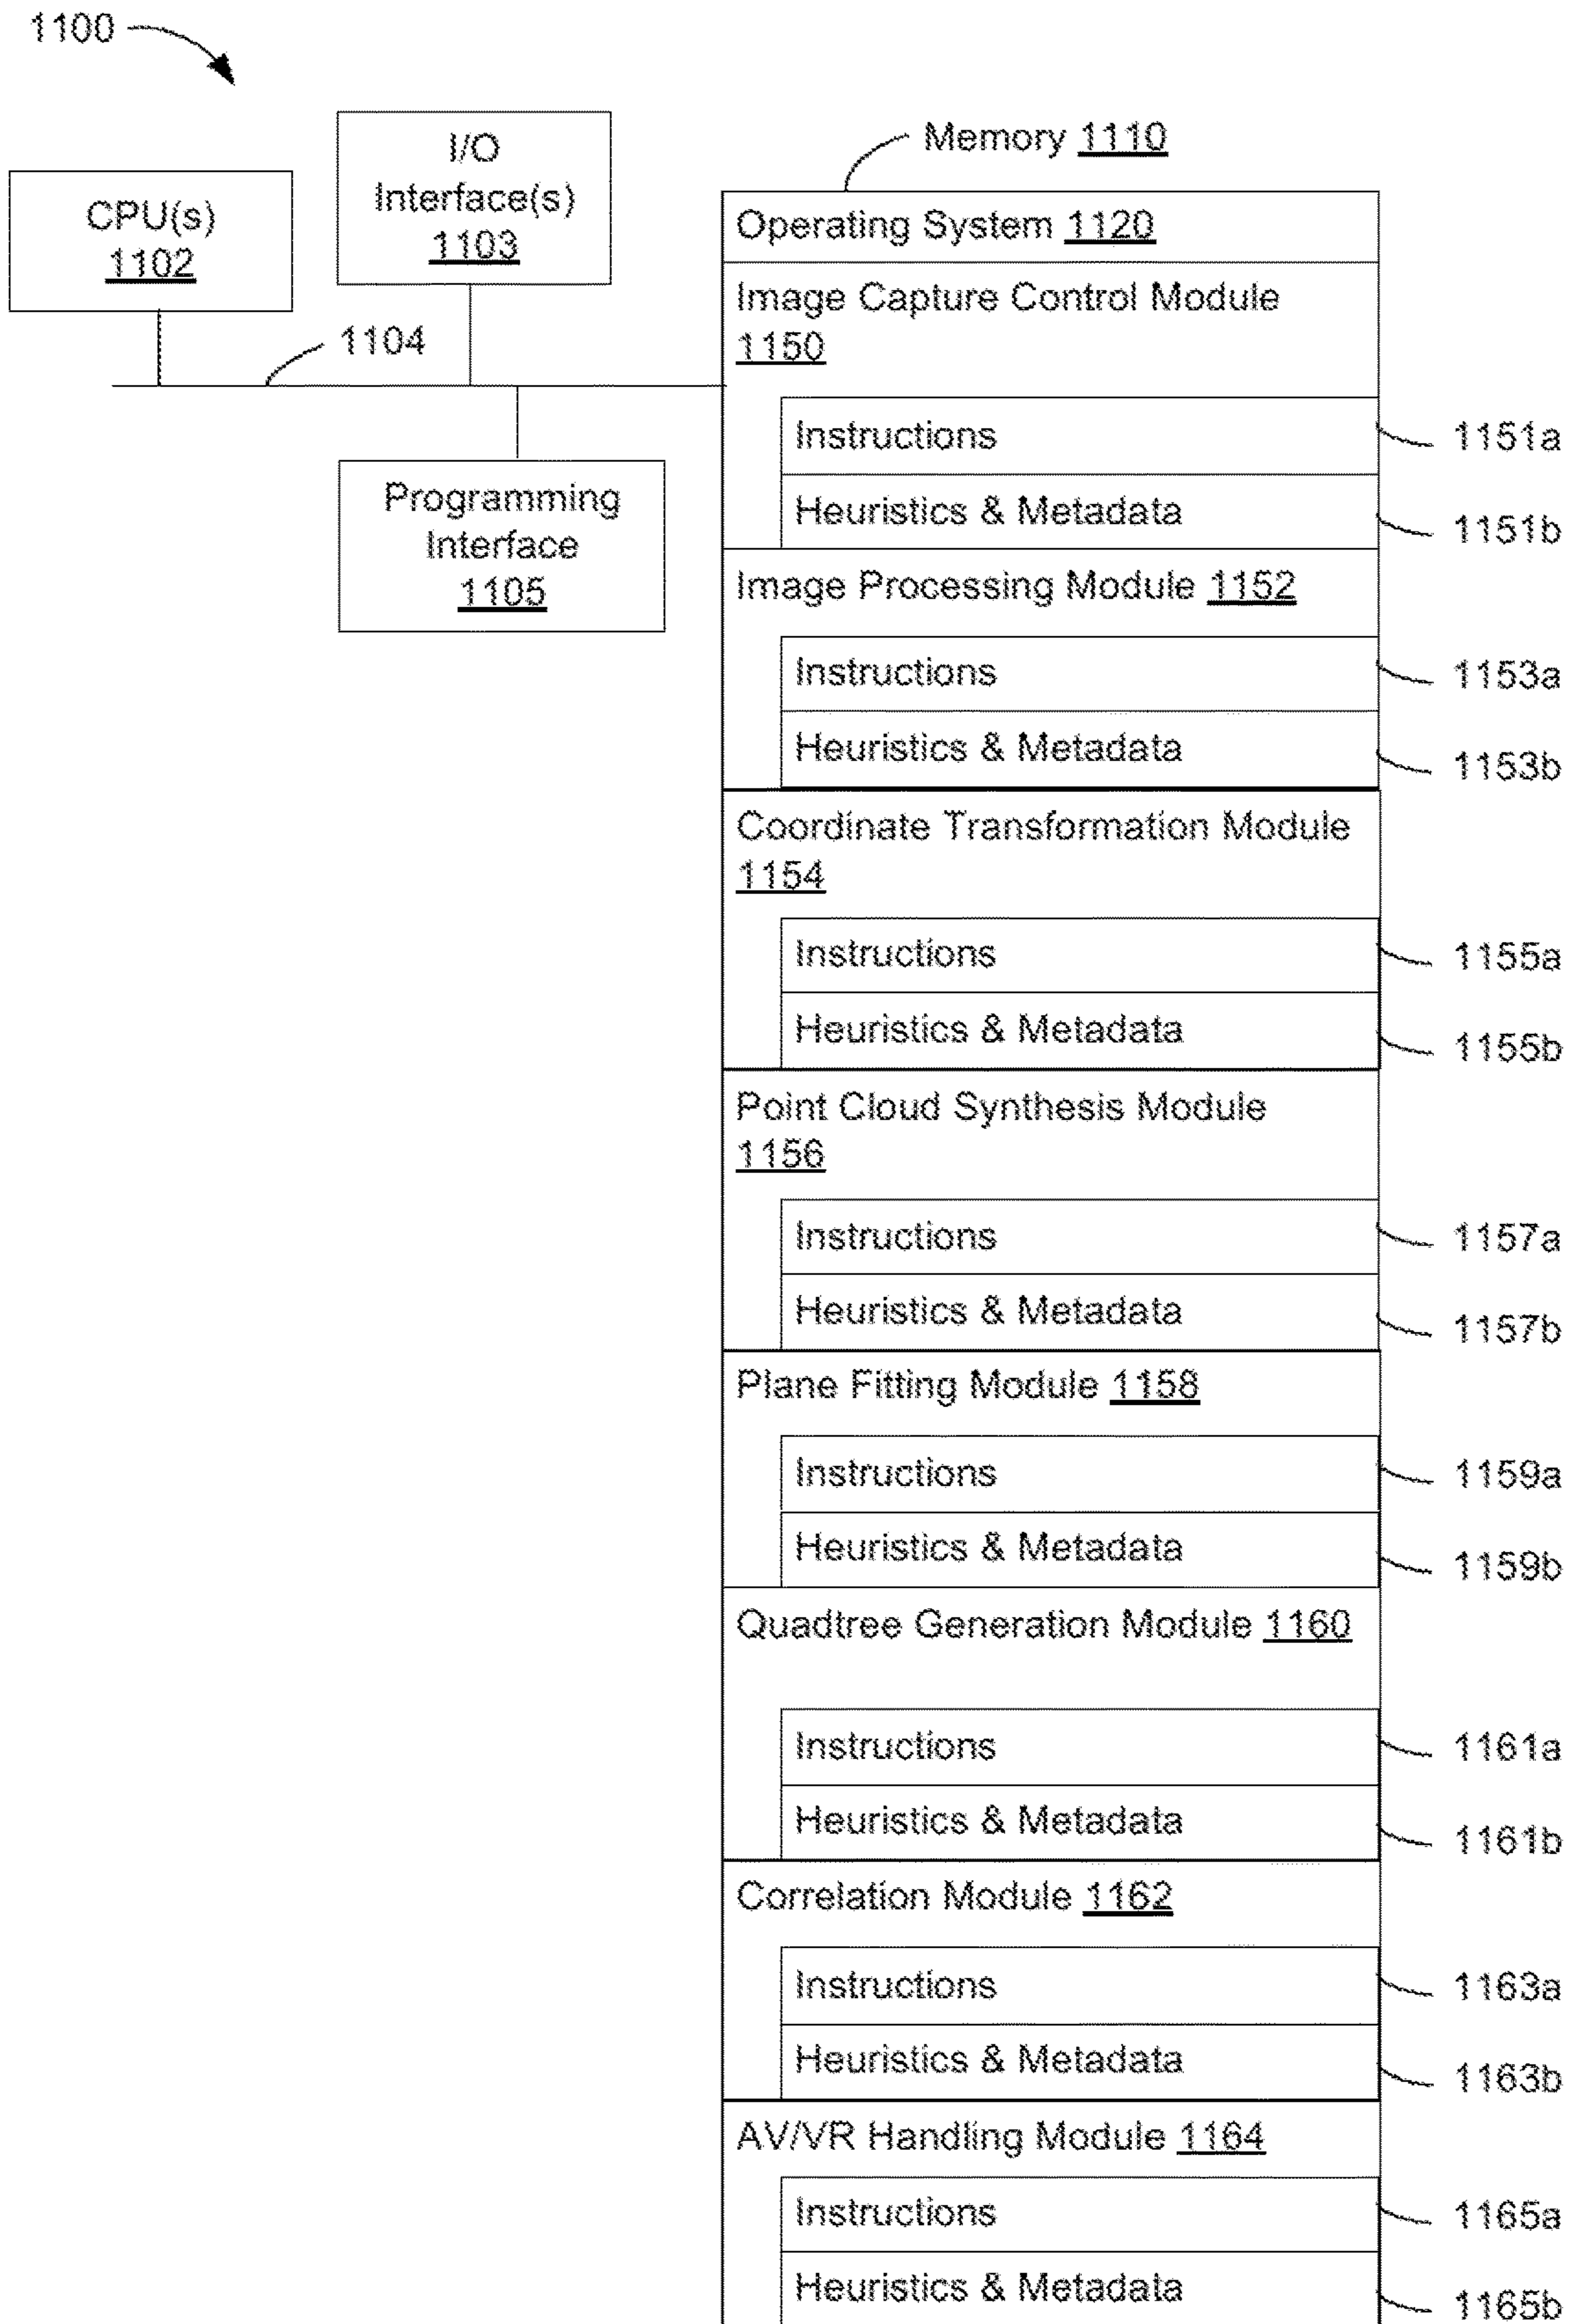 1100
I/O
Interface(s)
1103
CPU(s)
1102
1104
Programming
Interface
1105
Memory 1110
Operating System 1120
Image Capture Control Module
1150
Instructions
1151a
Heuristics & Metadata
1151b
Image Processing Module 1152
Instructions
1153a
Heuristics & Metadata
1153b
Coordinate Transformation Module
1154
Instructions
1155a
Heuristics & Metadata
1155b
Point Cloud Synthesis Module
1156
Instructions
1157a
Heuristics & Metadata
1157b
Plane Fitting Module 1158
Instructions
1159a
Heuristics & Metadata
1159b
Quadtree Generation Module 1160
Instructions
1161a
Heuristics & Metadata
1161b
Correlation Module 1162
Instructions
1163a
Heuristics & Metadata
1163b
AV/VR Handling Module 1164
Instructions
1165a
Heuristics & Metadata
1165b